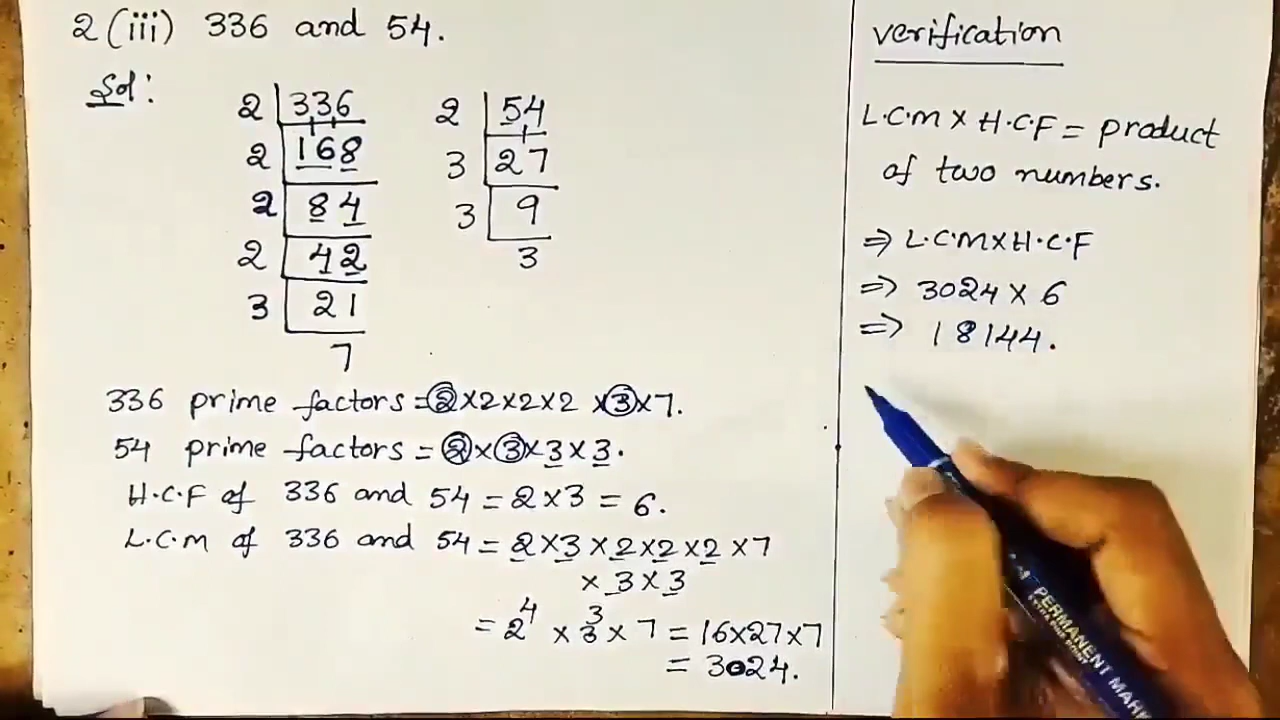 2 (iii) 336 and 54.
Sol:
2 | 336
2 | 168
2 | 84
2 | 42
3 | 21
7
2 | 54
3 | 27
3 | 9
3
336 prime factors = 2×2×2×2 ×3×7.
54 prime factors = 2×3×3×3.
H.C.F of 336 and 54 = 2×3 = 6.
L.C.M of 336 and 54 = 2×3×2×2×2×7
×3×3
= 2⁴ × 3³ × 7 = 16×27×7
= 3024.
verification
L.C.M × H.C.F = product
of two numbers.
⇒ L.C.M×H.C.F
⇒ 3024 × 6
⇒ 18144.
PERMANENT MARK